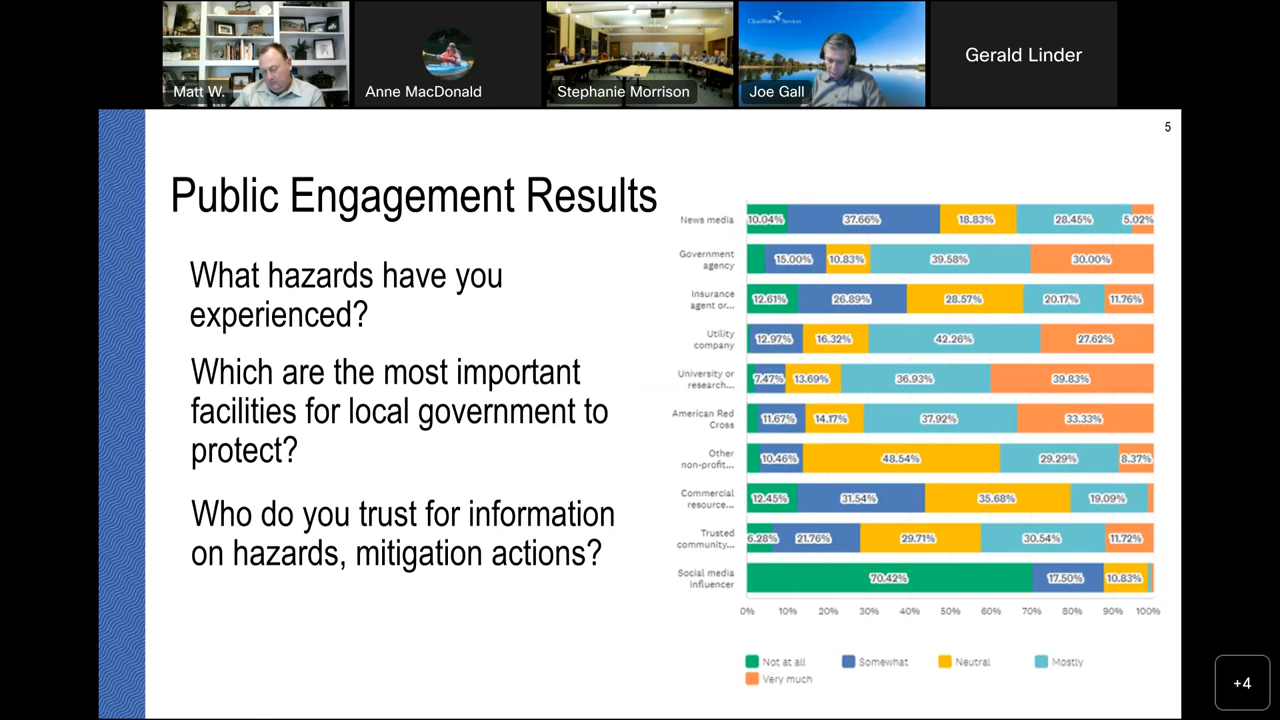 CleanWater Services
Matt W.
Anne MacDonald
Stephanie Morrison
Joe Gall
Gerald Linder
5
Public Engagement Results
What hazards have you
experienced?
Which are the most important
facilities for local government to
protect?
Who do you trust for information
on hazards, mitigation actions?
News media
10.04% 37.66% 18.83% 28.45% 5.02%
Government
agency
15.00% 10.83% 39.58% 30.00%
Insurance
agent or...
12.61% 26.89% 28.57% 20.17% 11.76%
Utility
company
12.97% 16.32% 42.26% 27.62%
University or
research...
7.47% 13.69% 36.93% 39.83%
American Red
Cross
11.67% 14.17% 37.92% 33.33%
Other
non-profit...
10.46% 48.54% 29.29% 8.37%
Commercial
resource...
12.45% 31.54% 35.68% 19.09%
Trusted
community...
6.28% 21.76% 29.71% 30.54% 11.72%
Social media
influencer
70.42% 17.50% 10.83%
0% 10% 20% 30% 40% 50% 60% 70% 80% 90% 100%
Not at all Somewhat Neutral Mostly
Very much
+4